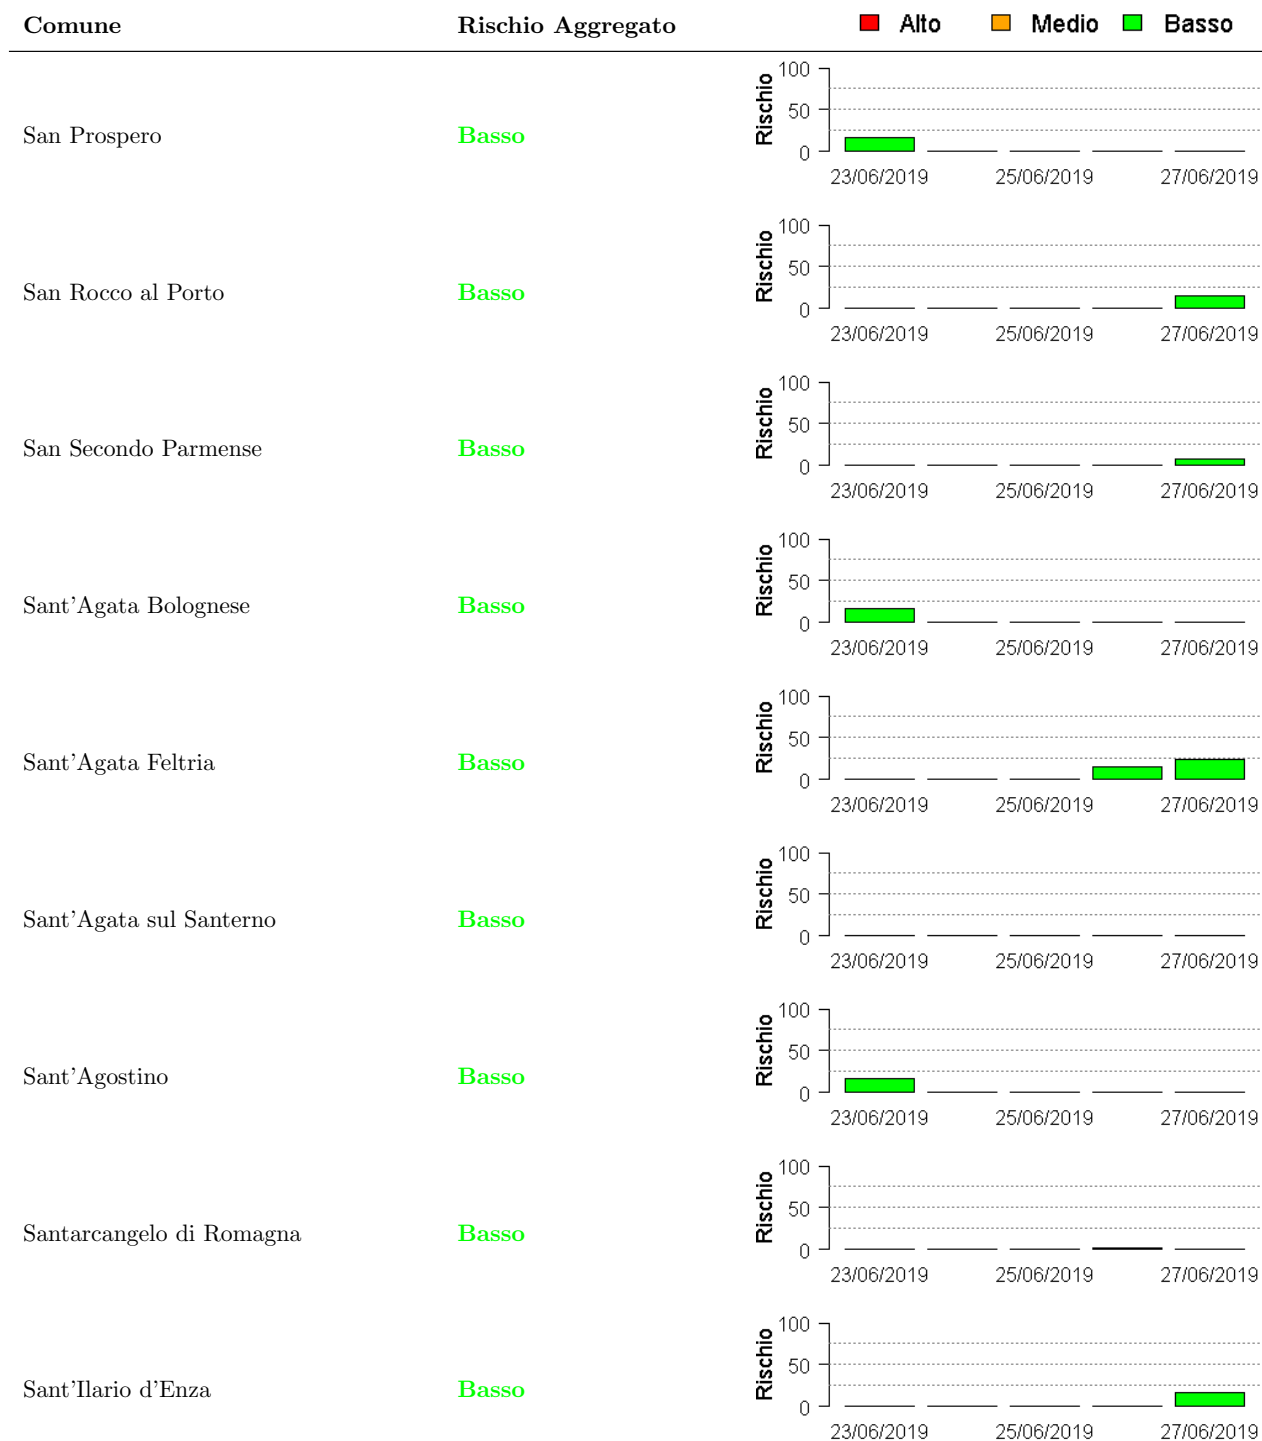 Comune Rischio Aggregato Alto Medio Basso
San Prospero Basso Rischio 100 50 0
23/06/2019 25/06/2019 27/06/2019
San Rocco al Porto Basso Rischio 100 50 0
23/06/2019 25/06/2019 27/06/2019
San Secondo Parmense Basso Rischio 100 50 0
23/06/2019 25/06/2019 27/06/2019
Sant'Agata Bolognese Basso Rischio 100 50 0
23/06/2019 25/06/2019 27/06/2019
Sant'Agata Feltria Basso Rischio 100 50 0
23/06/2019 25/06/2019 27/06/2019
Sant'Agata sul Santerno Basso Rischio 100 50 0
23/06/2019 25/06/2019 27/06/2019
Sant'Agostino Basso Rischio 100 50 0
23/06/2019 25/06/2019 27/06/2019
Santarcangelo di Romagna Basso Rischio 100 50 0
23/06/2019 25/06/2019 27/06/2019
Sant'Ilario d'Enza Basso Rischio 100 50 0
23/06/2019 25/06/2019 27/06/2019